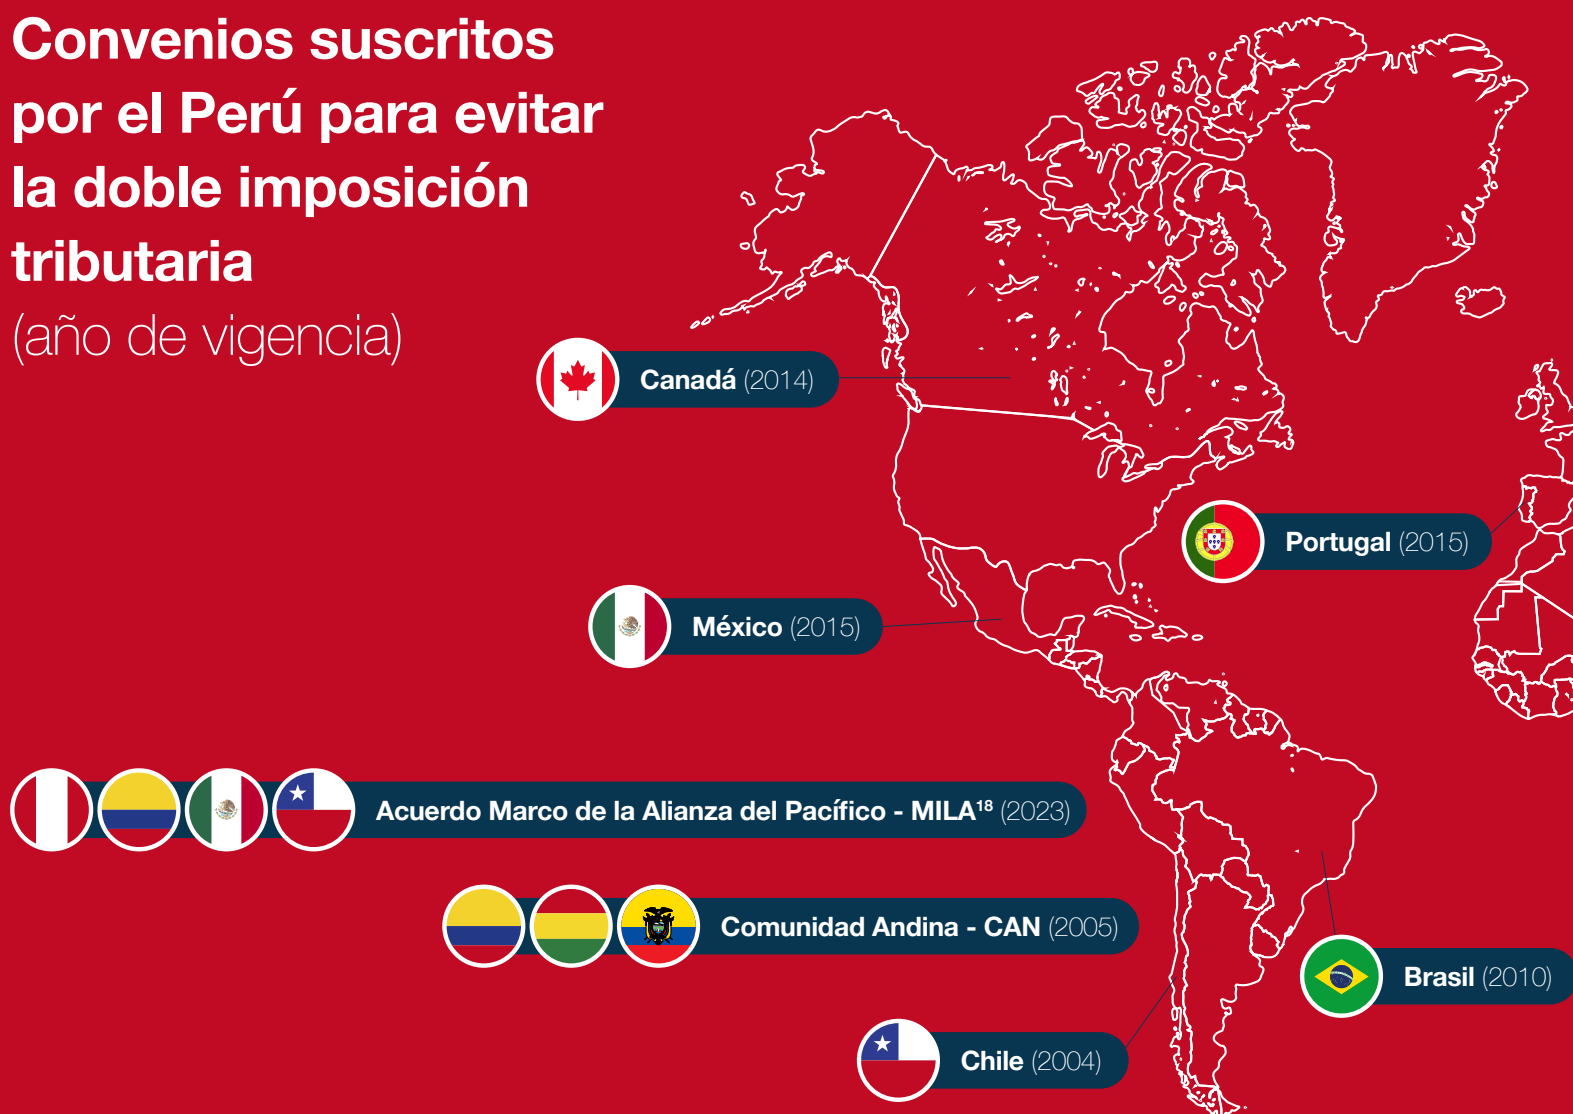 Convenios suscritos
por el Perú para evitar
la doble imposición
tributaria
(año de vigencia)
Canadá (2014)
Portugal (2015)
México (2015)
Acuerdo Marco de la Alianza del Pacífico - MILA¹⁸ (2023)
Comunidad Andina - CAN (2005)
Brasil (2010)
Chile (2004)